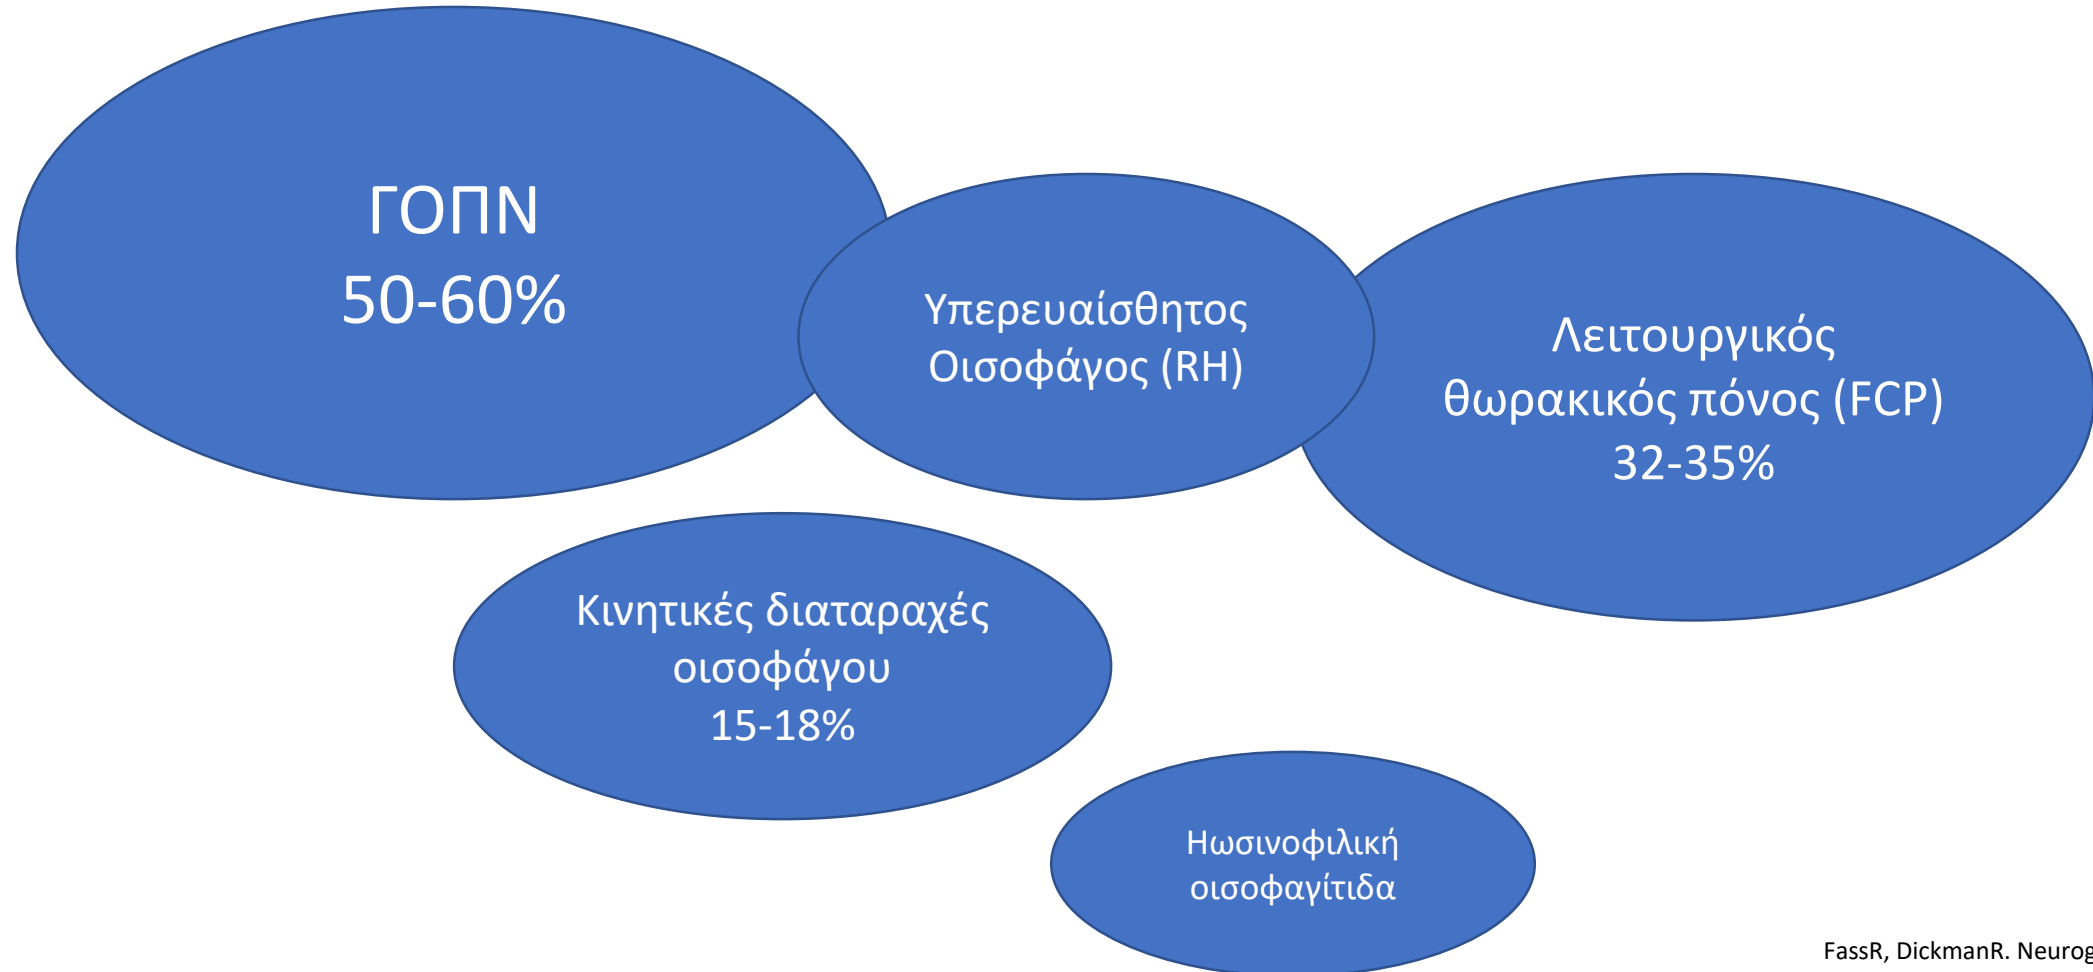 ΓΟΠΝ
50-60%
Υπερευαίσθητος
Οισοφάγος (RH)
Λειτουργικός
θωρακικός πόνος (FCP)
32-35%
Κινητικές διαταραχές
οισοφάγου
15-18%
Ηωσινοφιλική
οισοφαγίτιδα
FassR, DickmanR. Neurog